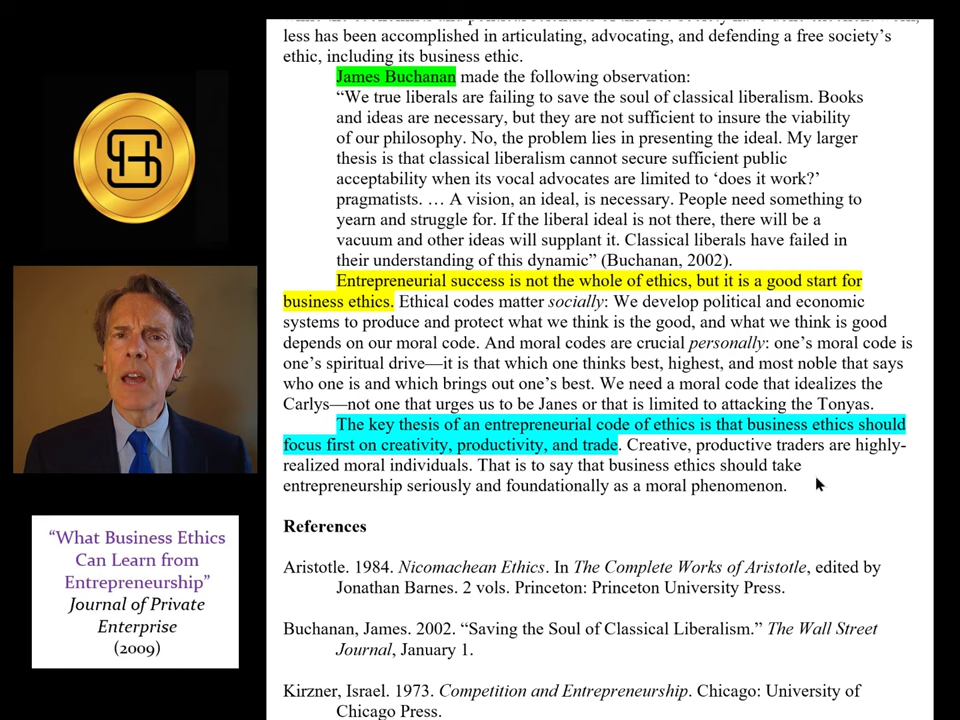 less has been accomplished in articulating, advocating, and defending a free society’s
ethic, including its business ethic.
James Buchanan made the following observation:
“We true liberals are failing to save the soul of classical liberalism. Books
and ideas are necessary, but they are not sufficient to insure the viability
of our philosophy. No, the problem lies in presenting the ideal. My larger
thesis is that classical liberalism cannot secure sufficient public
acceptability when its vocal advocates are limited to ‘does it work?’
pragmatists. … A vision, an ideal, is necessary. People need something to
yearn and struggle for. If the liberal ideal is not there, there will be a
vacuum and other ideas will supplant it. Classical liberals have failed in
their understanding of this dynamic” (Buchanan, 2002).
Entrepreneurial success is not the whole of ethics, but it is a good start for
business ethics. Ethical codes matter socially: We develop political and economic
systems to produce and protect what we think is the good, and what we think is good
depends on our moral code. And moral codes are crucial personally: one’s moral code is
one’s spiritual drive—it is that which one thinks best, highest, and most noble that says
who one is and which brings out one’s best. We need a moral code that idealizes the
Carlys—not one that urges us to be Janes or that is limited to attacking the Tonyas.
The key thesis of an entrepreneurial code of ethics is that business ethics should
focus first on creativity, productivity, and trade. Creative, productive traders are highly-
realized moral individuals. That is to say that business ethics should take
entrepreneurship seriously and foundationally as a moral phenomenon.
References
Aristotle. 1984. Nicomachean Ethics. In The Complete Works of Aristotle, edited by
Jonathan Barnes. 2 vols. Princeton: Princeton University Press.
Buchanan, James. 2002. “Saving the Soul of Classical Liberalism.” The Wall Street
Journal, January 1.
Kirzner, Israel. 1973. Competition and Entrepreneurship. Chicago: University of
Chicago Press.
“What Business Ethics
Can Learn from
Entrepreneurship”
Journal of Private
Enterprise
(2009)